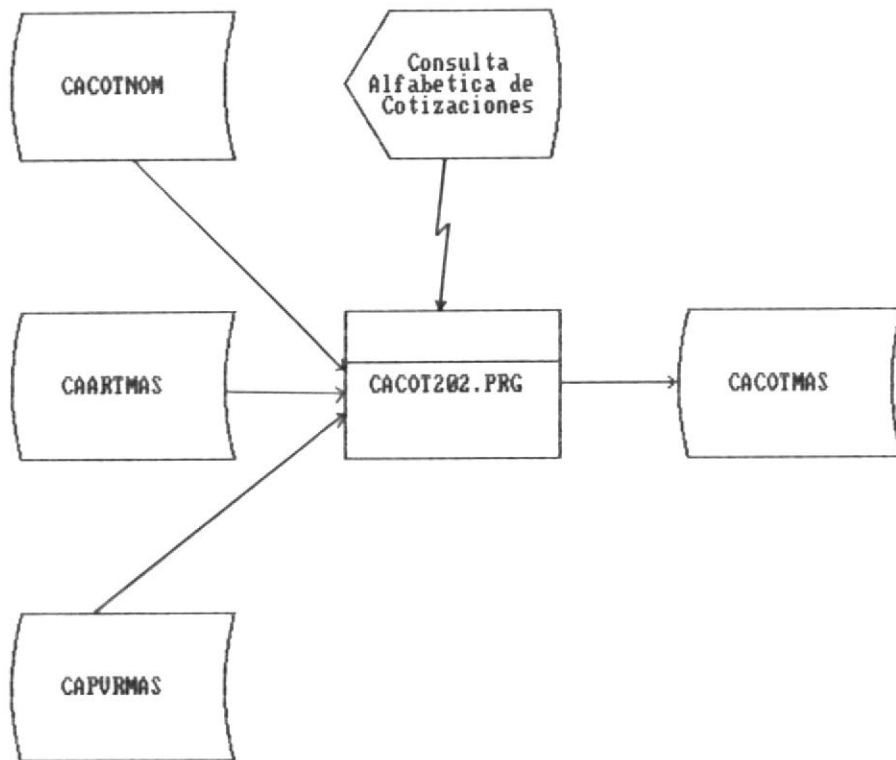 CACOTNOM
Consulta
Alfabetica de
Cotizaciones
CAARTMAS
CACOT202.PRG
CACOTMAS
CAPVRMAS